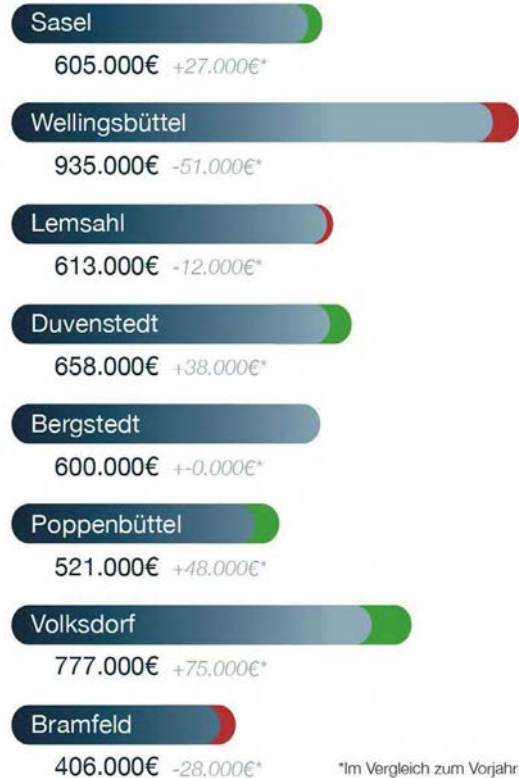 Sasel
605.000€ +27.000€*
Wellingsbüttel
935.000€ -51.000€*
Lemsahl
613.000€ -12.000€*
Duvenstedt
658.000€ +38.000€*
Bergstedt
600.000€ +-0.000€*
Poppenbüttel
521.000€ +48.000€*
Volksdorf
777.000€ +75.000€*
Bramfeld
406.000€ -28.000€* *Im Vergleich zum Vorjahr